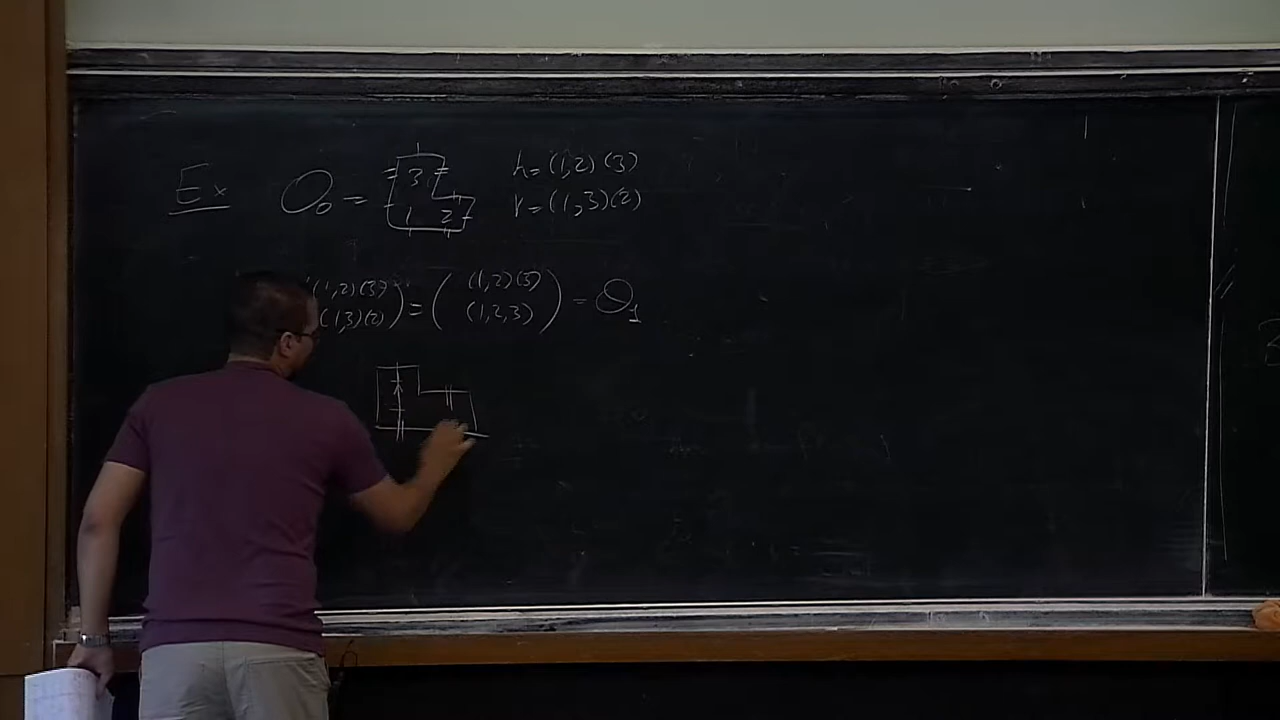 Ex O₀ = 3 1 2 h=(1,2)(3)
r=(1,3)(2)
(1,2)(3) = (1,2)(3) = O₁
(1,3)(2) (1,2,3)